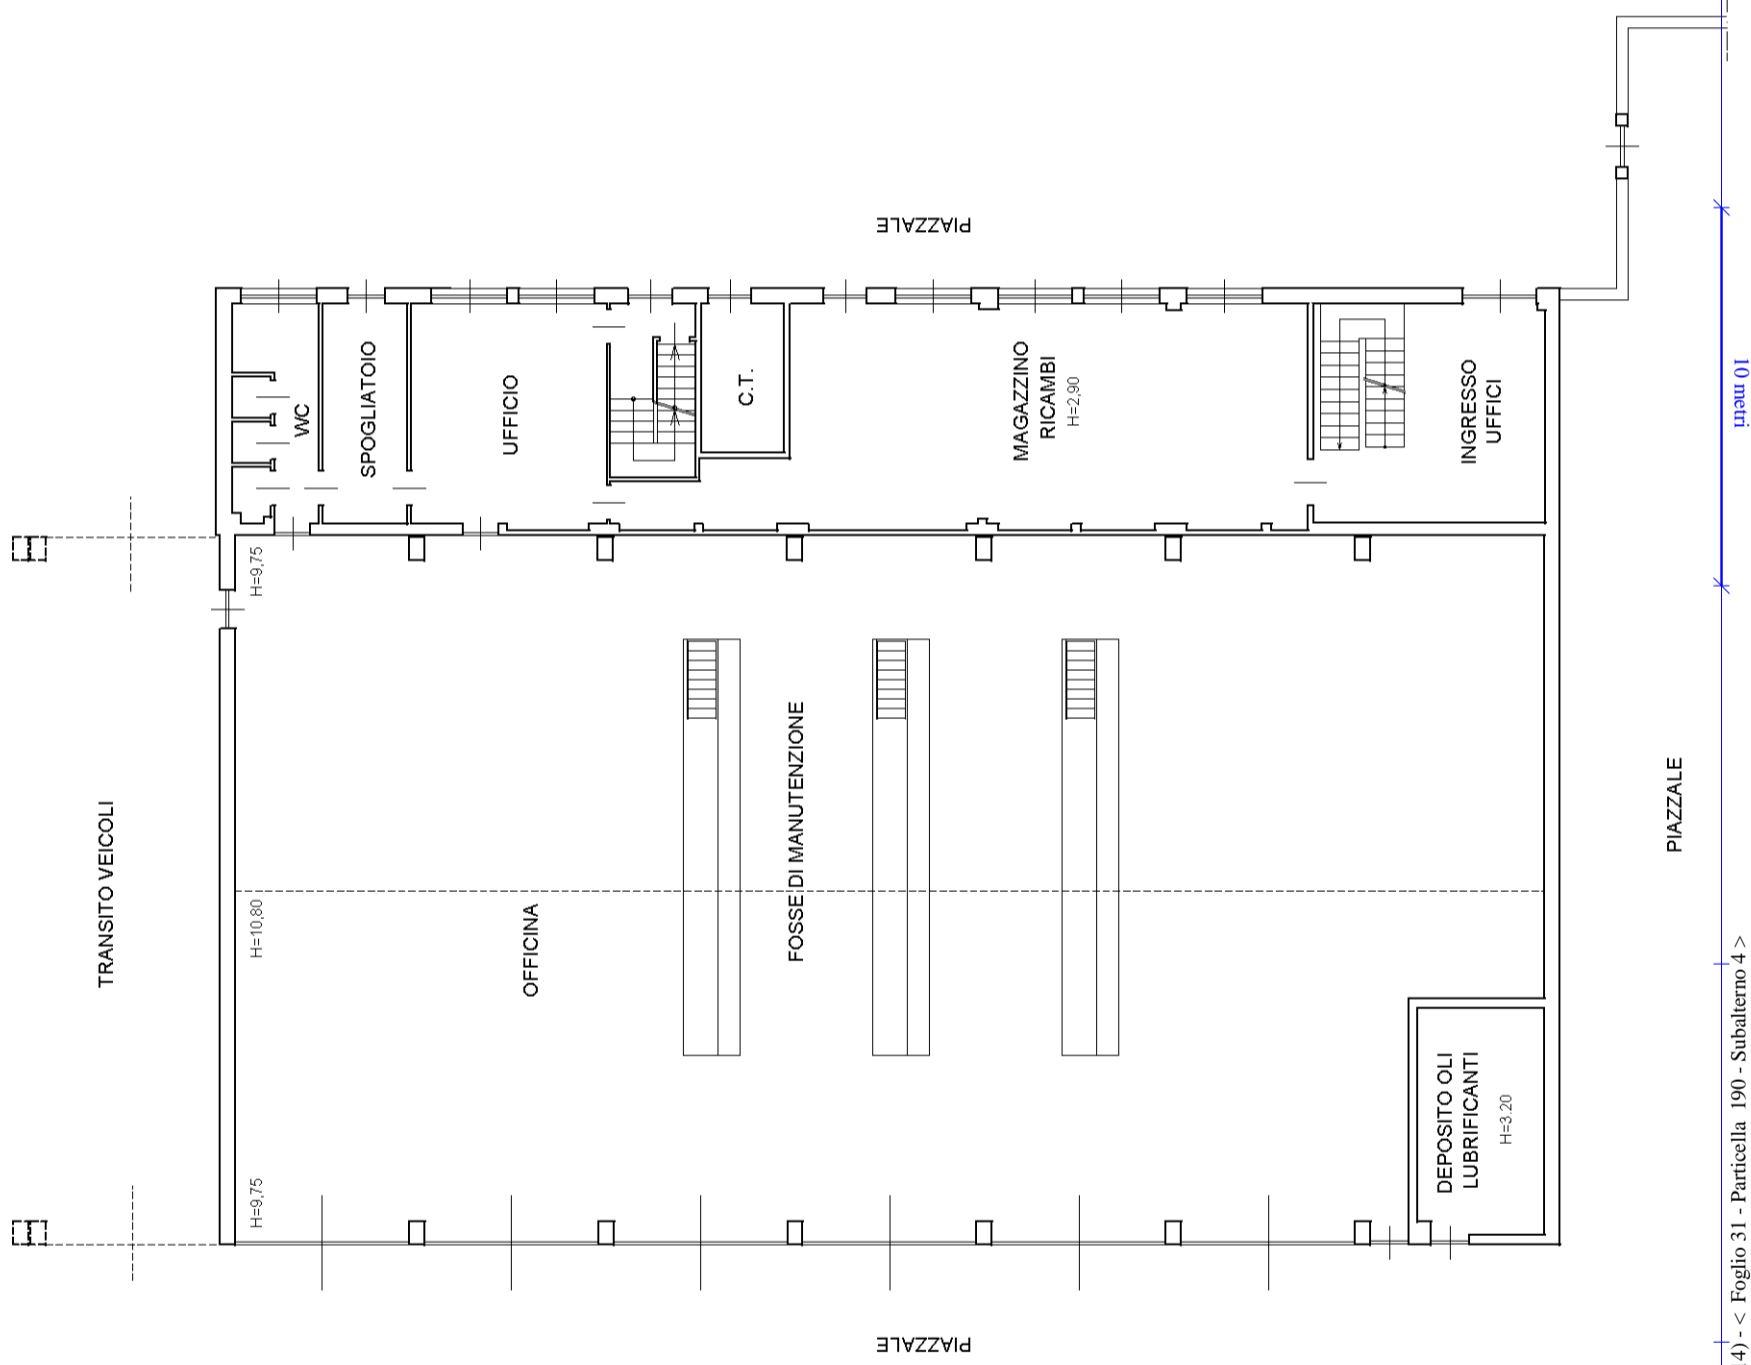 PIAZZALE
WC
SPOGLIATOIO
UFFICIO
C.T.
MAGAZZINO
RICAMBI
H=2,90
INGRESSO
UFFICI
10 metri
H=9,75
TRANSITO VEICOLI
H=10,80
OFFICINA
FOSSE DI MANUTENZIONE
PIAZZALE
H=9,75
DEPOSITO OLI
LUBRIFICANTI
H=3.20
PIAZZALE
4) - < Foglio 31 - Particella 190 - Subalterno 4 >